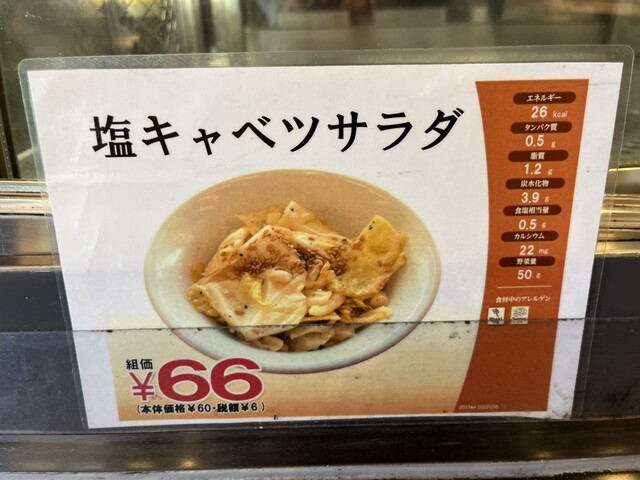 塩キャベツサラダ
エネルギー
26 kcal
タンパク質
0.5 g
脂質
1.2 g
炭水化物
3.9 g
食塩相当量
0.5 g
カルシウム
22 mg
野菜量
50 g
食材中のアレルゲン
組価
¥66
(本体価格¥60・税額¥6)